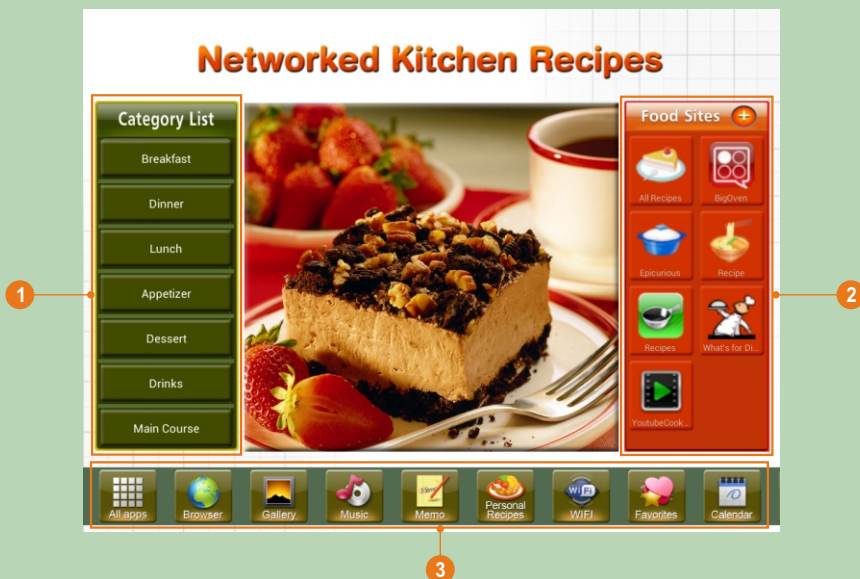 Networked Kitchen Recipes
Category List
Breakfast
Dinner
Lunch
Appetizer
Dessert
Drinks
Main Course
Food Sites
All Recipes
BigOven
Epicurious
Recipe
Recipes
What's for Di...
YoutubeCook...
1
2
All apps
Browser
Gallery
Music
Memo
Personal
Recipes
WiFi
WIFI
Favorites
Calendar
3